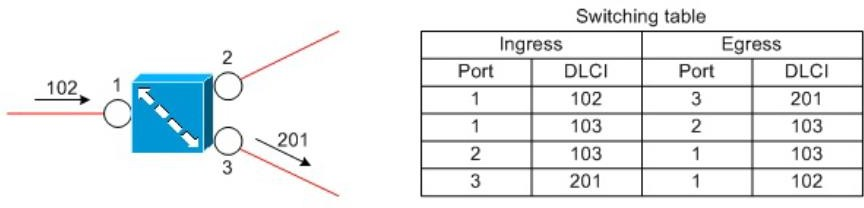 102
1
2
3
201
Switching table
Ingress Egress
Port DLCI Port DLCI
1 102 3 201
1 103 2 103
2 103 1 103
3 201 1 102